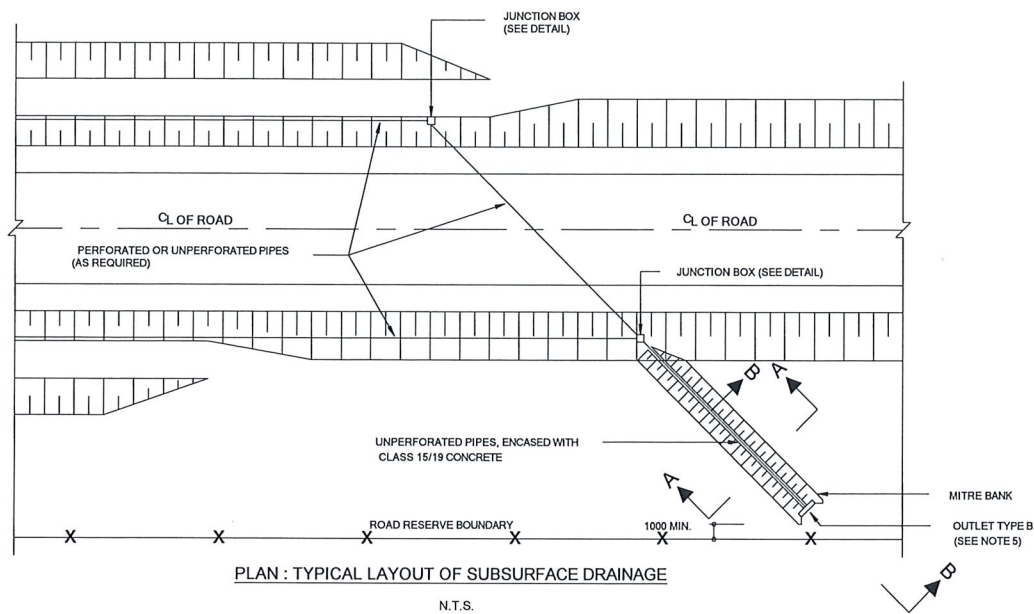 JUNCTION BOX
(SEE DETAIL)
CL OF ROAD
CL OF ROAD
PERFORATED OR UNPERFORATED PIPES
(AS REQUIRED)
JUNCTION BOX (SEE DETAIL)
B
A
UNPERFORATED PIPES, ENCASED WITH
CLASS 15/19 CONCRETE
A
MITRE BANK
ROAD RESERVE BOUNDARY
1000 MIN.
OUTLET TYPE B
(SEE NOTE 5)
X X X X X X
B
PLAN : TYPICAL LAYOUT OF SUBSURFACE DRAINAGE
N.T.S.